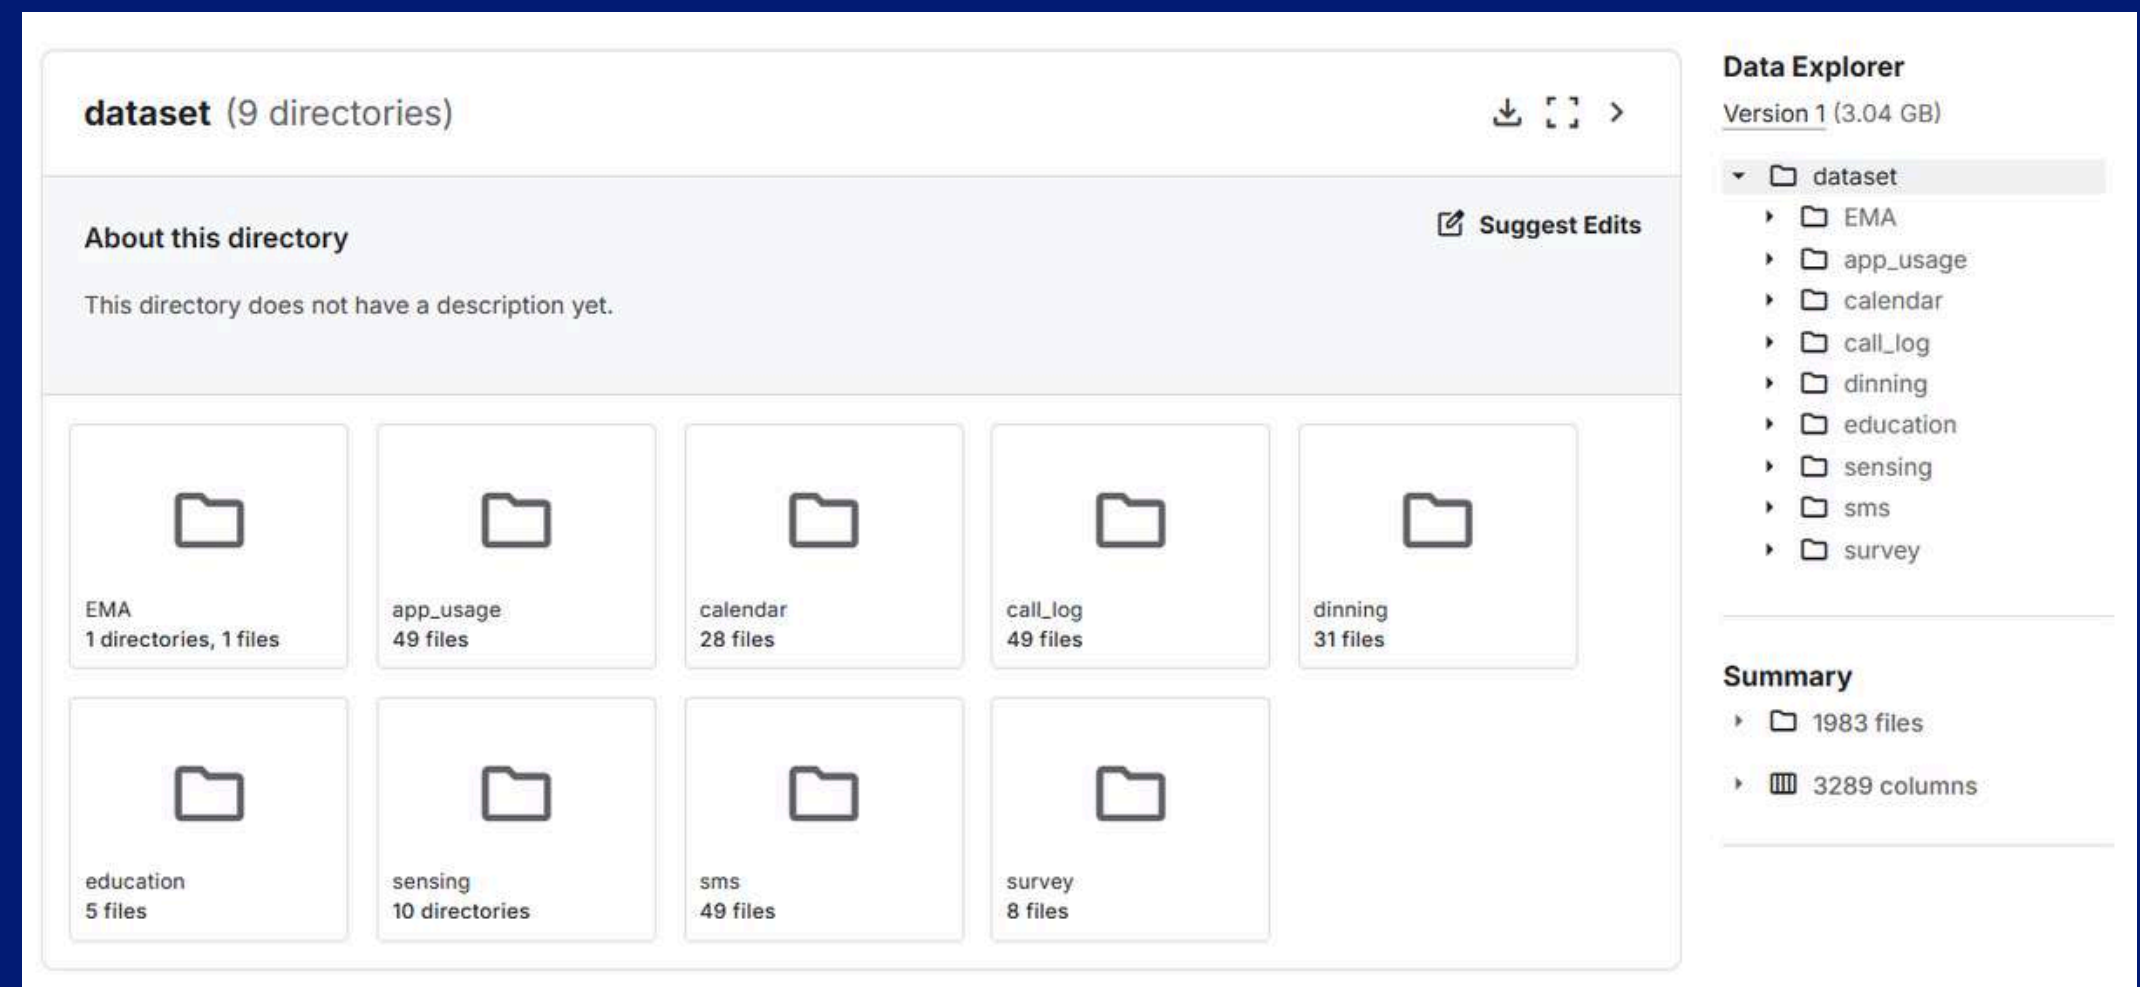 dataset (9 directories)
About this directory
Suggest Edits
This directory does not have a description yet.
EMA
1 directories, 1 files
app_usage
49 files
calendar
28 files
call_log
49 files
dinning
31 files
education
5 files
sensing
10 directories
sms
49 files
survey
8 files
Data Explorer
Version 1 (3.04 GB)
dataset
EMA
app_usage
calendar
call_log
dinning
education
sensing
sms
survey
Summary
1983 files
3289 columns